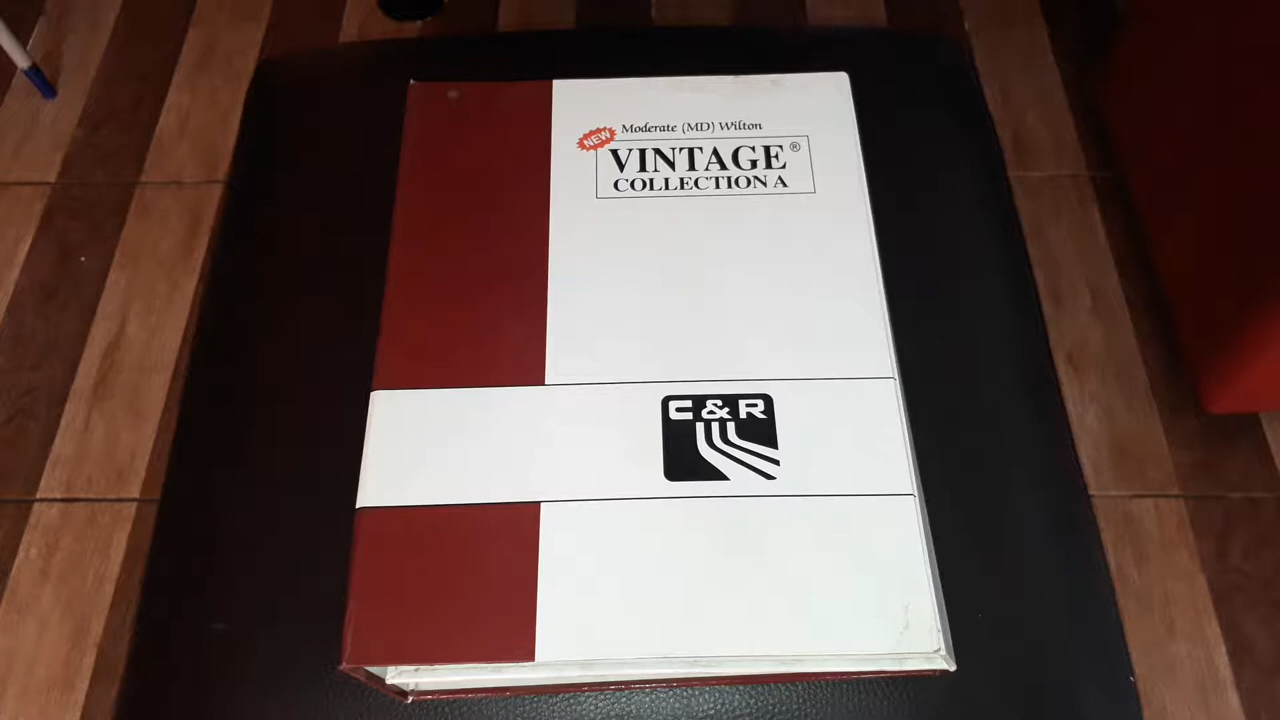 Moderate (MD) Wilton
NEW
VINTAGE ®
COLLECTION A
C & R